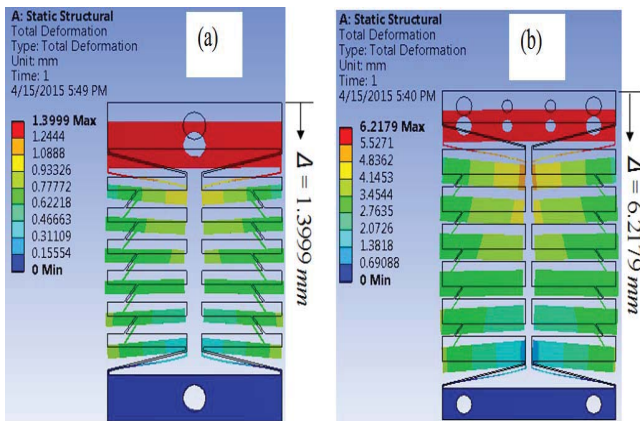 A: Static Structural
Total Deformation
Type: Total Deformation
Unit: mm
Time: 1
4/15/2015 5:49 PM
(a)
1.3999 Max
1.2444
1.0888
0.93326
0.77772
0.62218
0.46663
0.31109
0.15554
0 Min
Δ = 1.3999 mm
A: Static Structural
Total Deformation
Type: Total Deformation
Unit: mm
Time: 1
4/15/2015 5:40 PM
(b)
6.2179 Max
5.5271
4.8362
4.1453
3.4544
2.7635
2.0726
1.3818
0.69088
0 Min
Δ = 6.2179 mm